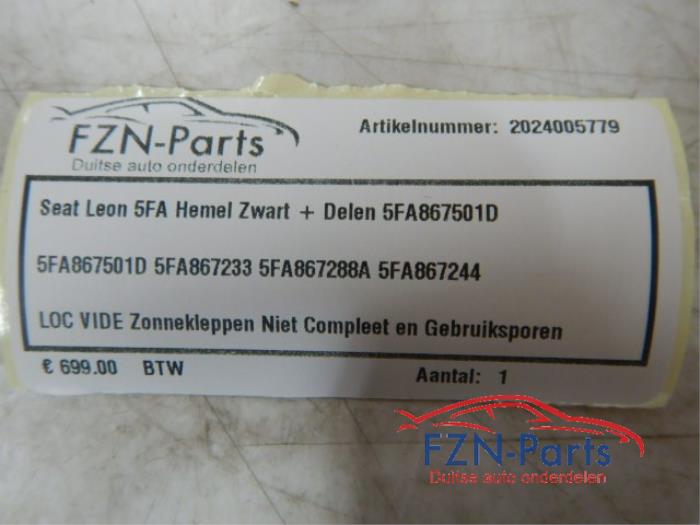 FZN-Parts
Duitse auto onderdelen
Artikelnummer: 2024005779
Seat Leon 5FA Hemel Zwart + Delen 5FA867501D
5FA867501D 5FA867233 5FA867288A 5FA867244
LOC VIDE Zonnekleppen Niet Compleet en Gebruiksporen
€ 699.00 BTW
Aantal: 1
FZN-Parts
Duitse auto onderdelen